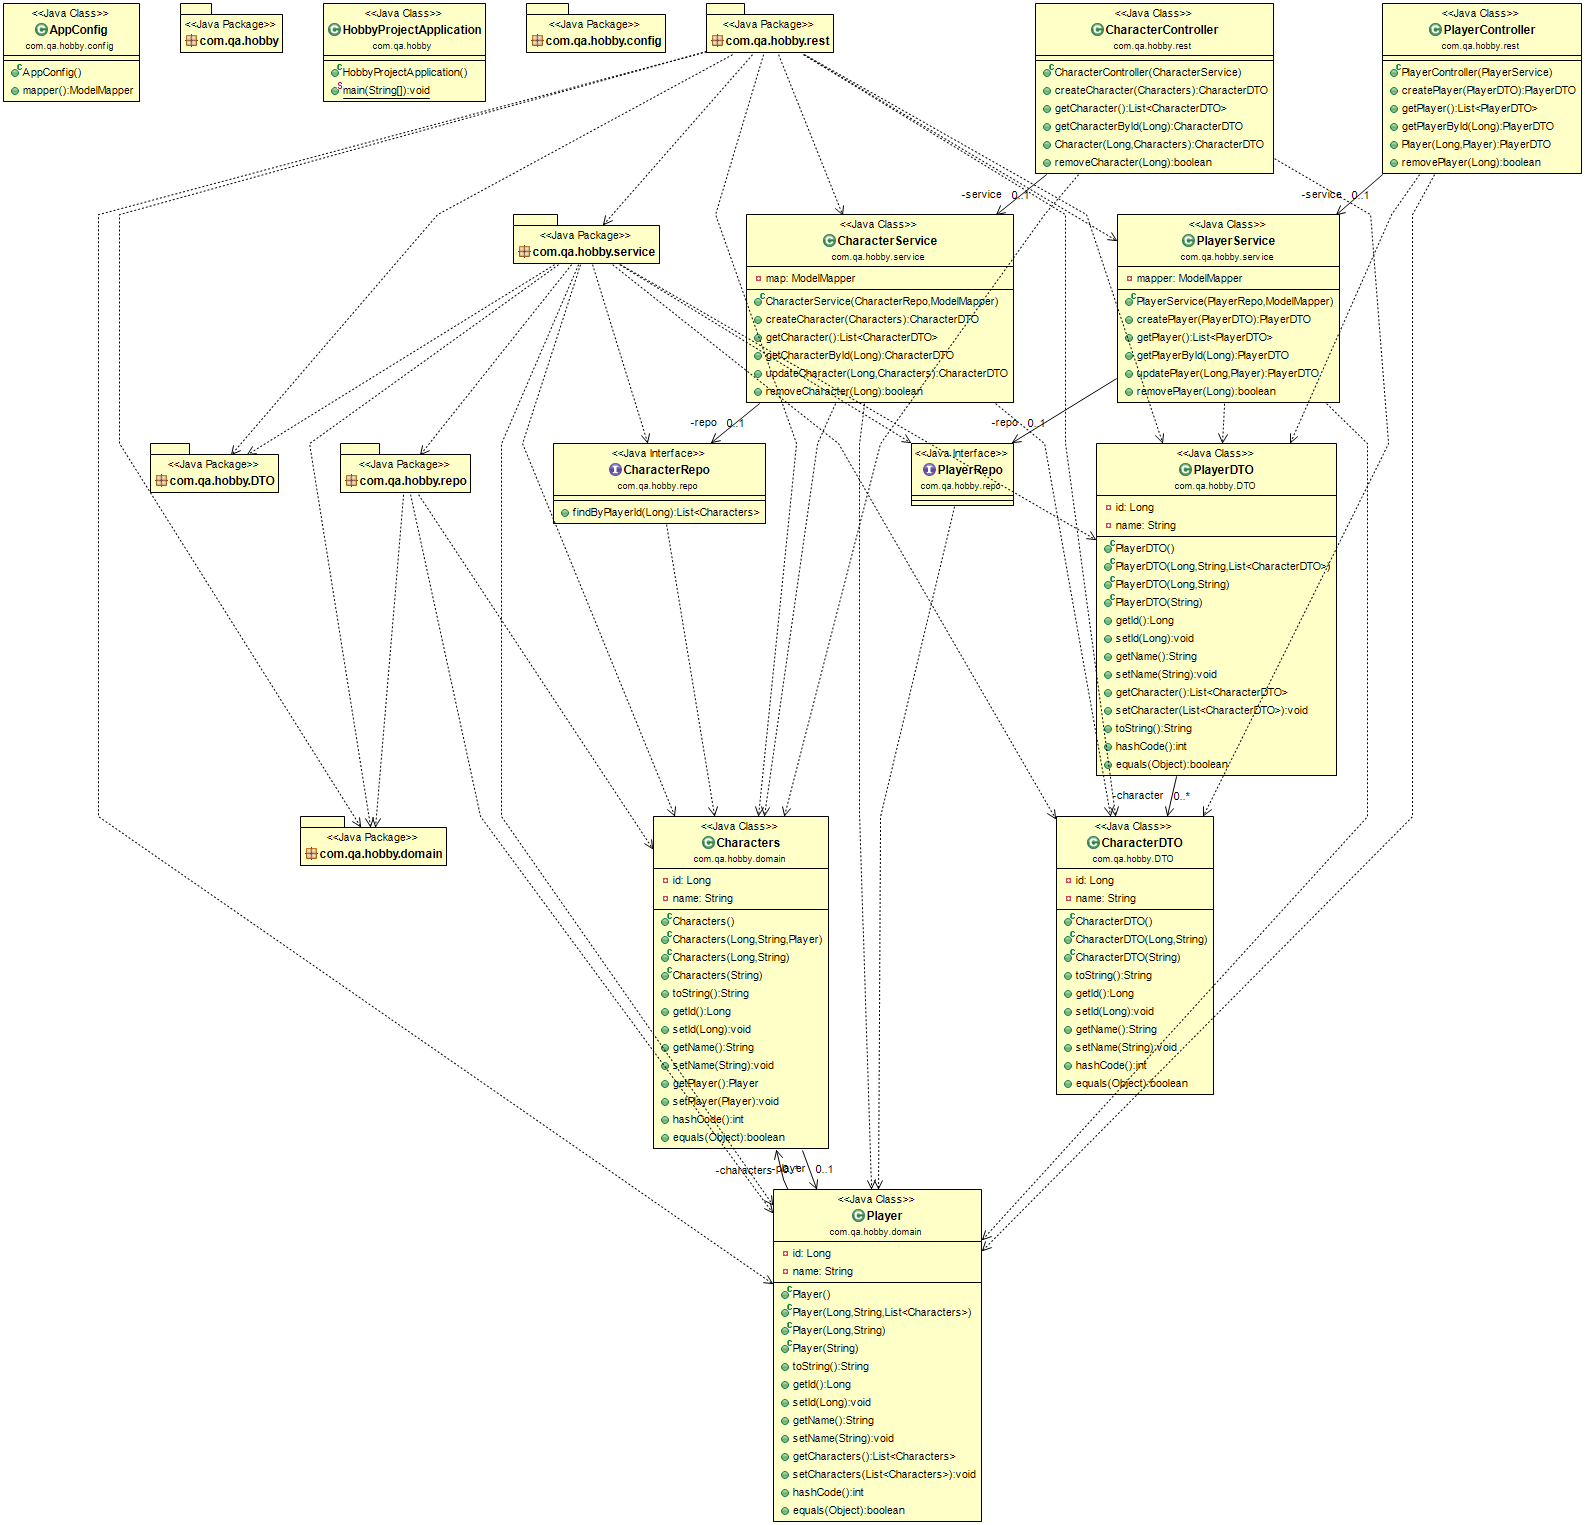 <<Java Class>>
AppConfig
com.qa.hobby.config
AppConfig()
mapper():ModelMapper
<<Java Package>>
com.qa.hobby
<<Java Class>>
HobbyProjectApplication
com.qa.hobby
HobbyProjectApplication()
main(String[]):void
<<Java Package>>
com.qa.hobby.config
<<Java Package>>
com.qa.hobby.rest
<<Java Class>>
CharacterController
com.qa.hobby.rest
CharacterController(CharacterService)
createCharacter(Characters):CharacterDTO
getCharacter():List<CharacterDTO>
getCharacterById(Long):CharacterDTO
Character(Long,Characters):CharacterDTO
removeCharacter(Long):boolean
<<Java Class>>
PlayerController
com.qa.hobby.rest
PlayerController(PlayerService)
createPlayer(PlayerDTO):PlayerDTO
getPlayer():List<PlayerDTO>
getPlayerById(Long):PlayerDTO
Player(Long,Player):PlayerDTO
removePlayer(Long):boolean
-service 0..1
-service 0..1
<<Java Package>>
com.qa.hobby.service
<<Java Class>>
CharacterService
com.qa.hobby.service
map: ModelMapper
CharacterService(CharacterRepo,ModelMapper)
createCharacter(Characters):CharacterDTO
getCharacter():List<CharacterDTO>
getCharacterById(Long):CharacterDTO
updateCharacter(Long,Characters):CharacterDTO
removeCharacter(Long):boolean
<<Java Class>>
PlayerService
com.qa.hobby.service
mapper: ModelMapper
PlayerService(PlayerRepo,ModelMapper)
createPlayer(PlayerDTO):PlayerDTO
getPlayer():List<PlayerDTO>
getPlayerById(Long):PlayerDTO
updatePlayer(Long,Player):PlayerDTO
removePlayer(Long):boolean
-repo 0..1
-repo 0..1
<<Java Package>>
com.qa.hobby.DTO
<<Java Package>>
com.qa.hobby.repo
<<Java Interface>>
CharacterRepo
com.qa.hobby.repo
findByPlayerId(Long):List<Characters>
<<Java Interface>>
PlayerRepo
com.qa.hobby.repo
<<Java Class>>
PlayerDTO
com.qa.hobby.DTO
id: Long
name: String
PlayerDTO()
PlayerDTO(Long,String,List<CharacterDTO>)
PlayerDTO(Long,String)
PlayerDTO(String)
getId():Long
setId(Long):void
getName():String
setName(String):void
getCharacter():List<CharacterDTO>
setCharacter(List<CharacterDTO>):void
toString():String
hashCode():int
equals(Object):boolean
-character 0..*
<<Java Package>>
com.qa.hobby.domain
<<Java Class>>
Characters
com.qa.hobby.domain
id: Long
name: String
Characters()
Characters(Long,String,Player)
Characters(Long,String)
Characters(String)
toString():String
getId():Long
setId(Long):void
getName():String
setName(String):void
getPlayer():Player
setPlayer(Player):void
hashCode():int
equals(Object):boolean
<<Java Class>>
CharacterDTO
com.qa.hobby.DTO
id: Long
name: String
CharacterDTO()
CharacterDTO(Long,String)
CharacterDTO(String)
toString():String
getId():Long
setId(Long):void
getName():String
setName(String):void
hashCode():int
equals(Object):boolean
-characters 0..*
-player 0..1
<<Java Class>>
Player
com.qa.hobby.domain
id: Long
name: String
Player()
Player(Long,String,List<Characters>)
Player(Long,String)
Player(String)
toString():String
getId():Long
setId(Long):void
getName():String
setName(String):void
getCharacters():List<Characters>
setCharacters(List<Characters>):void
hashCode():int
equals(Object):boolean